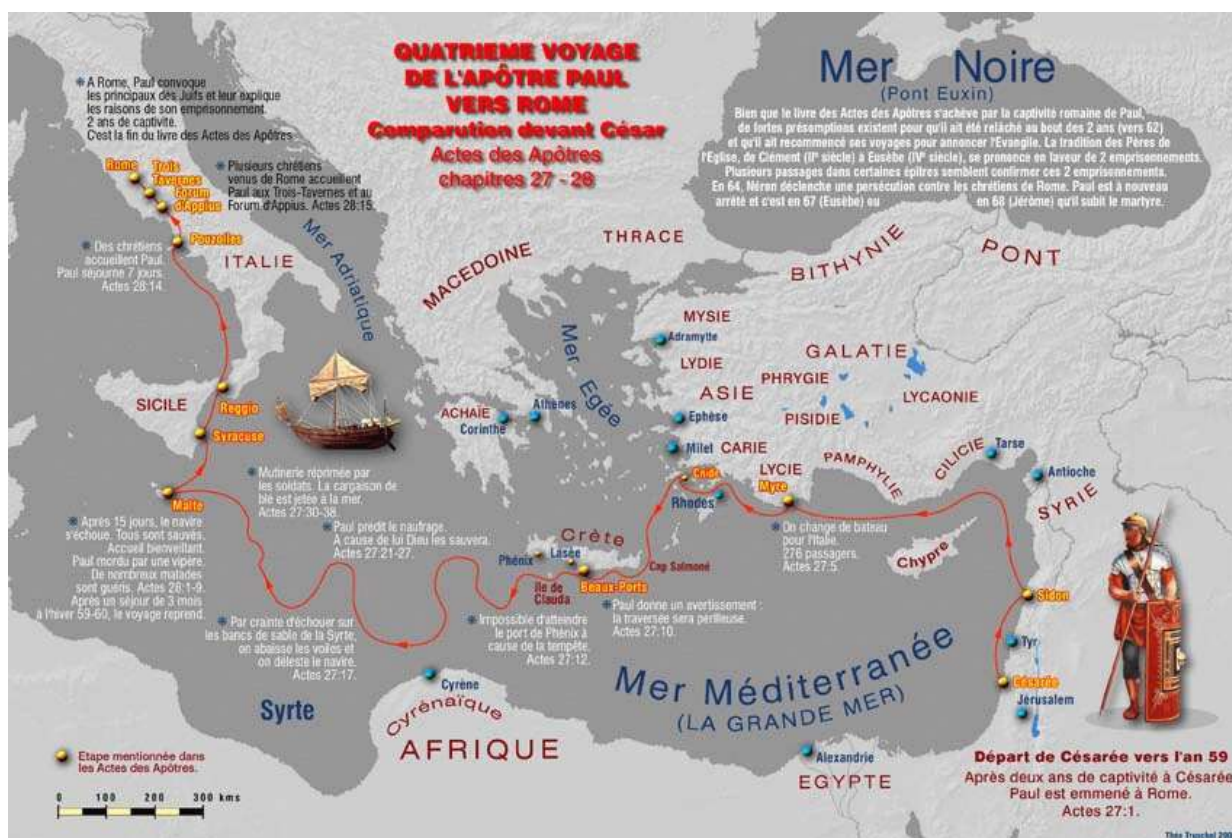 QUATRIEME VOYAGE
DE L'APÔTRE PAUL
VERS ROME
Comparution devant César
Actes des Apôtres
chapitres 27 - 28
Mer Noire
(Pont Euxin)
Bien que le livre des Actes des Apôtres s'achève par la captivité romaine de Paul,
de fortes présomptions existent pour qu'il ait été relâché au bout des 2 ans (vers 62)
et qu'il ait recommencé ses voyages pour annoncer l'Evangile. La tradition des Pères de
l'Eglise, de Clément (IIᵉ siècle) à Eusèbe (IVᵉ siècle), se prononce en faveur de 2 emprisonnements.
Plusieurs passages dans certaines épîtres semblent confirmer ces 2 emprisonnements.
En 64, Néron déclenche une persécution contre les chrétiens de Rome. Paul est à nouveau
arrêté et c'est en 67 (Eusèbe) ou en 68 (Jérôme) qu'il subit le martyre.
A Rome, Paul convoque
les principaux des Juifs et leur explique
les raisons de son emprisonnement.
2 ans de captivité.
C'est la fin du livre des Actes des Apôtres
Rome
Trois
Tavernes
Forum
d'Appius
Plusieurs chrétiens
venus de Rome accueillent
Paul aux Trois-Tavernes et au
Forum d'Appius. Actes 28:15.
Pouzolles
Des chrétiens
accueillent Paul.
Paul séjourne 7 jours.
Actes 28:14.
ITALIE
Mer Adriatique
MACEDOINE
THRACE
BITHYNIE
PONT
MYSIE
Adramytte
LYDIE
GALATIE
PHRYGIE
ASIE
LYCAONIE
PISIDIE
Mer Egée
SICILE
Reggio
Syracuse
ACHAÏE
Corinthe
Athènes
Ephèse
Milet
CARIE
LYCIE
PAMPHYLIE
CILICIE
Tarse
Antioche
SYRIE
Cnide
Myre
Rhodes
Malte
Mutinerie réprimée par
les soldats. La cargaison de
blé est jetée à la mer.
Actes 27:30-38.
Après 15 jours, le navire
s'échoue. Tous sont sauvés.
Accueil bienveillant.
Paul mordu par une vipère.
De nombreux malades
sont guéris. Actes 28:1-9.
Après un séjour de 3 mois
à l'hiver 59-60, le voyage reprend.
Paul prédit le naufrage.
A cause de lui Dieu les sauvera.
Actes 27:21-27.
On change de bateau
pour l'Italie.
276 passagers.
Actes 27:5.
Crète
Phénix
Lasée
Cap Salmoné
Ile de
Clauda
Beaux-Ports
Chypre
Sidon
Par crainte d'échouer sur
les bancs de sable de la Syrte,
on abaisse les voiles et
on déleste le navire.
Actes 27:17.
Impossible d'atteindre
le port de Phénix à
cause de la tempête.
Actes 27:12.
Paul donne un avertissement :
la traversée sera périlleuse.
Actes 27:10.
Tyr
Césarée
Jérusalem
Mer Méditerranée
(LA GRANDE MER)
Cyrène
Cyrénaïque
Syrte
AFRIQUE
Alexandrie
EGYPTE
Etape mentionnée dans
les Actes des Apôtres.
0 100 200 300 kms
Départ de Césarée vers l'an 59
Après deux ans de captivité à Césarée
Paul est emmené à Rome.
Actes 27:1.